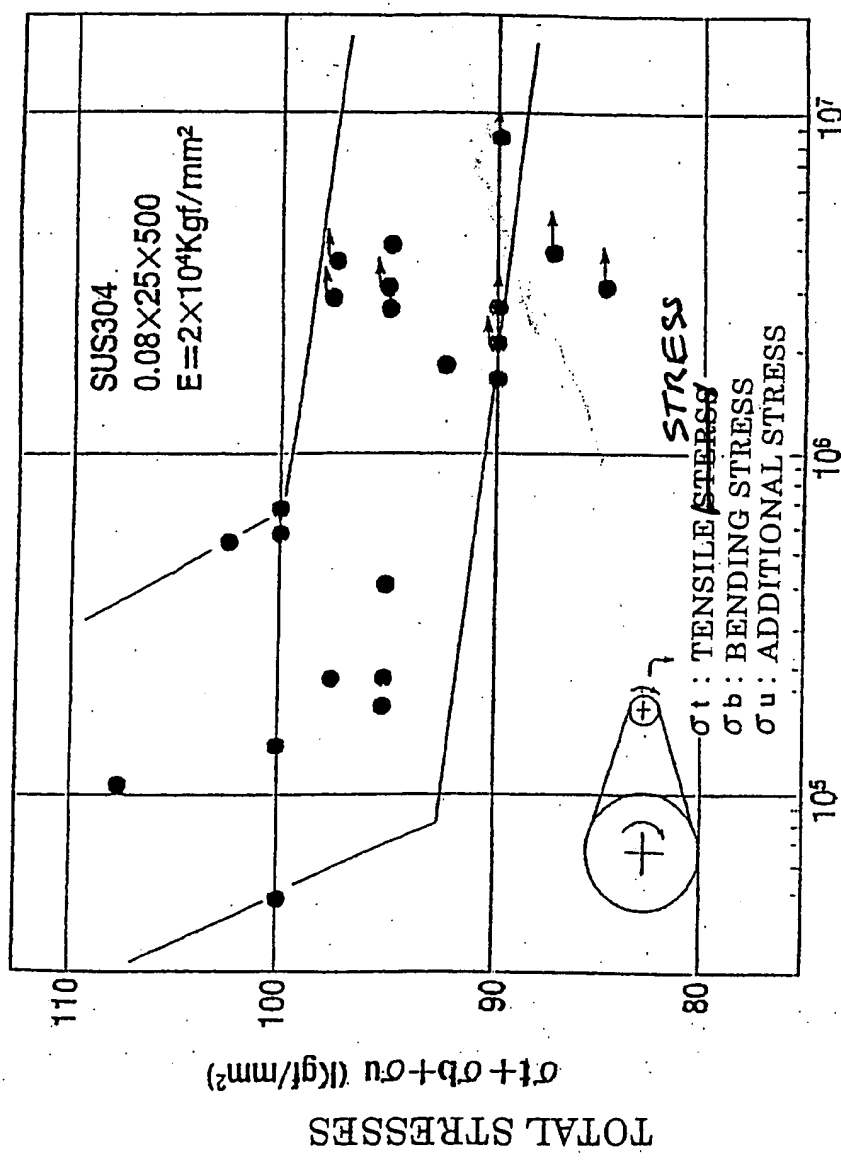 SUS304
0.08×25×500
E=2×10⁴Kgf/mm²
110
100
90
80
TOTAL STRESSES
σt+σb+σu (Kgf/mm²)
STRESS
σt : TENSILE STERSS
σb : BENDING STRESS
σu : ADDITIONAL STRESS
10⁵
10⁶
10⁷